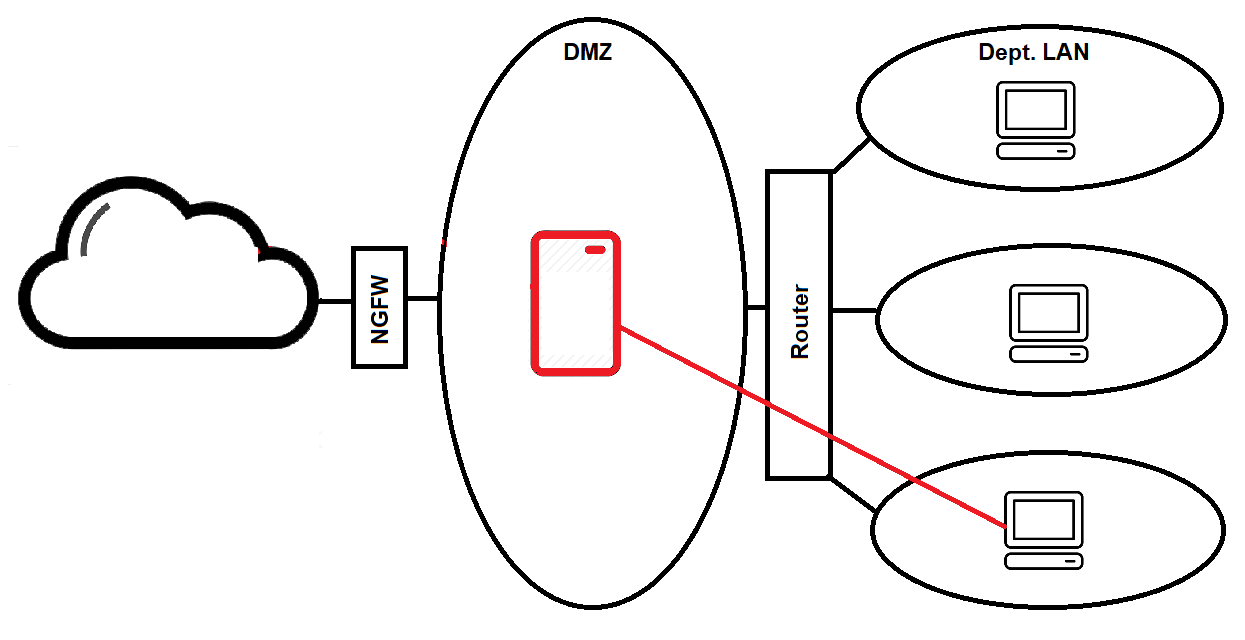 DMZ
Dept. LAN
NGFW
Router